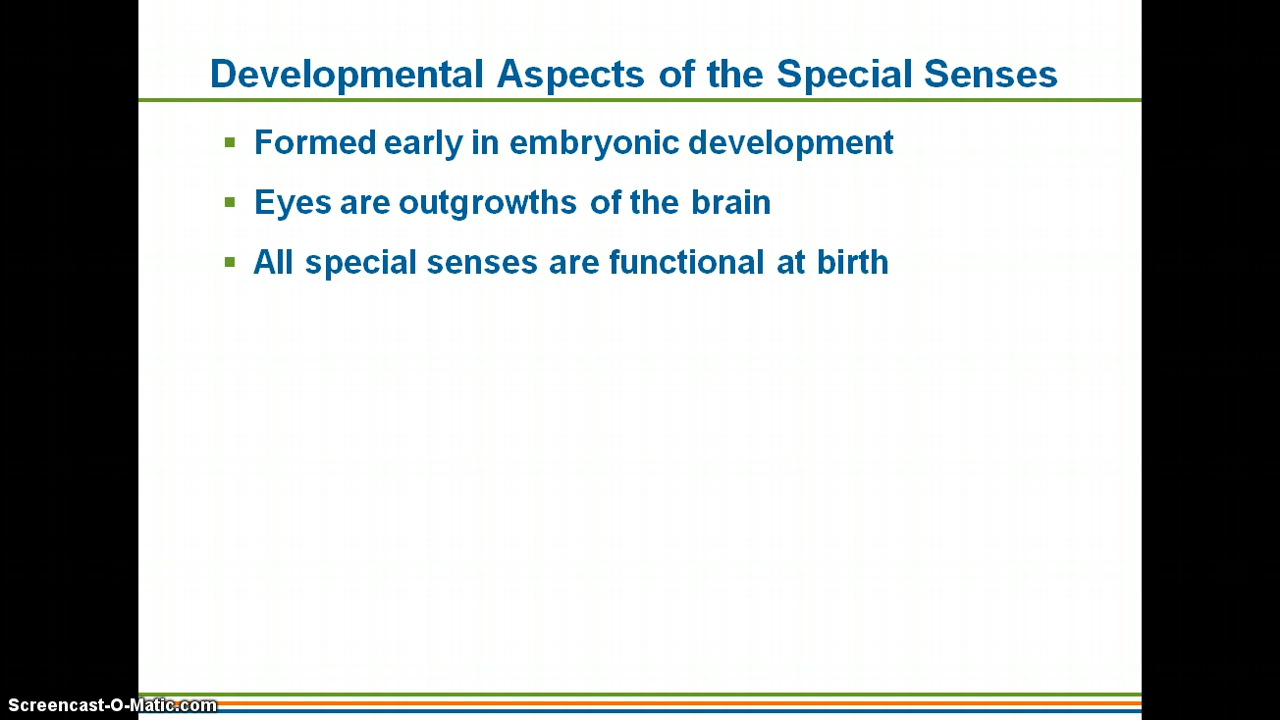 Developmental Aspects of the Special Senses
▪ Formed early in embryonic development
▪ Eyes are outgrowths of the brain
▪ All special senses are functional at birth
Screencast-O-Matic.com